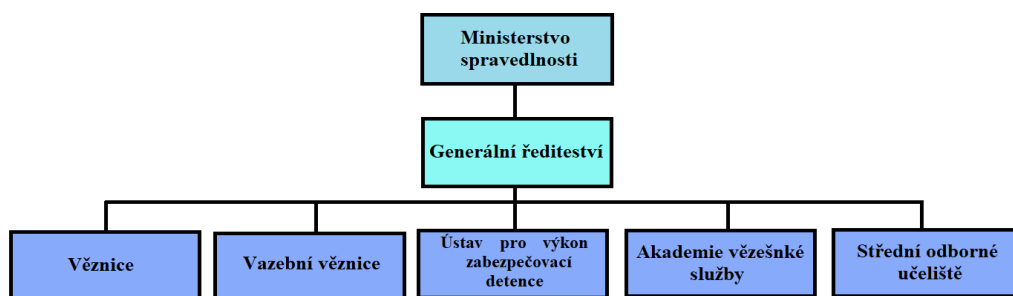 Ministerstvo
spravedlnosti
Generální řediteství
Věznice
Vazební věznice
Ústav pro výkon
zabezpečovací
detence
Akademie vězešnké
služby
Střední odborné
učeliště